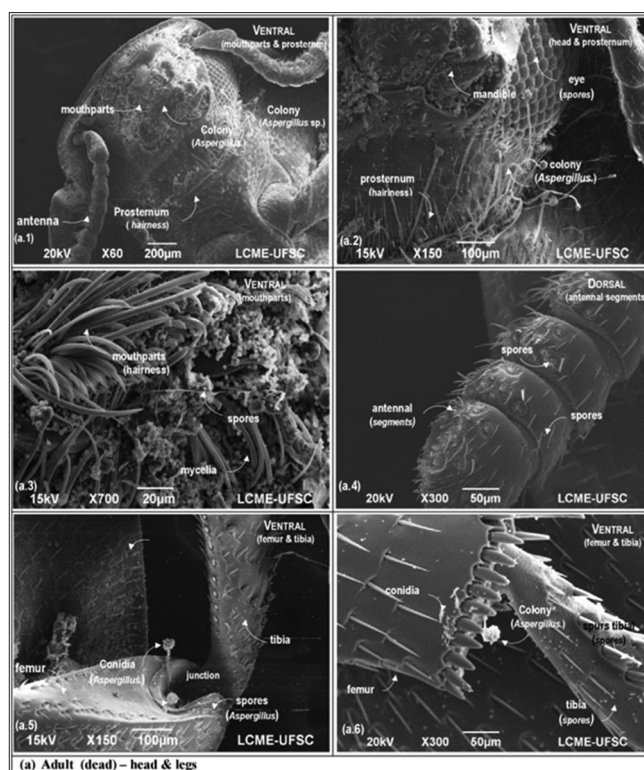 VENTRAL
(mouthparts & prosternum)
mouthparts
Colony
(Aspergillus.)
Colony
(Aspergillus sp.)
antenna
Prosternum
(hairness)
(a.1)
20kV X60 200µm LCME-UFSC
VENTRAL
(head & prosternum)
mandible
eye
(spores)
prosternum
(hairness)
colony
(Aspergillus.)
(a.2)
15kV X150 100µm LCME-UFSC
VENTRAL
(mouthparts)
mouthparts
(hairness)
spores
mycelia
(a.3)
15kV X700 20µm LCME-UFSC
DORSAL
(antennal segments)
spores
antennal
(segments)
spores
(a.4)
20kV X300 50µm LCME-UFSC
VENTRAL
(femur & tibia)
tibia
femur
Conidia
(Aspergillus.)
junction
spores
(Aspergillus)
(a.5)
15kV X150 100µm LCME-UFSC
VENTRAL
(femur & tibia)
conidia
Colony
(Aspergillus.)
spurs tibia
(spores)
femur
tibia
(spores)
(a.6)
20kV X300 50µm LCME-UFSC
(a) Adult (dead) – head & legs